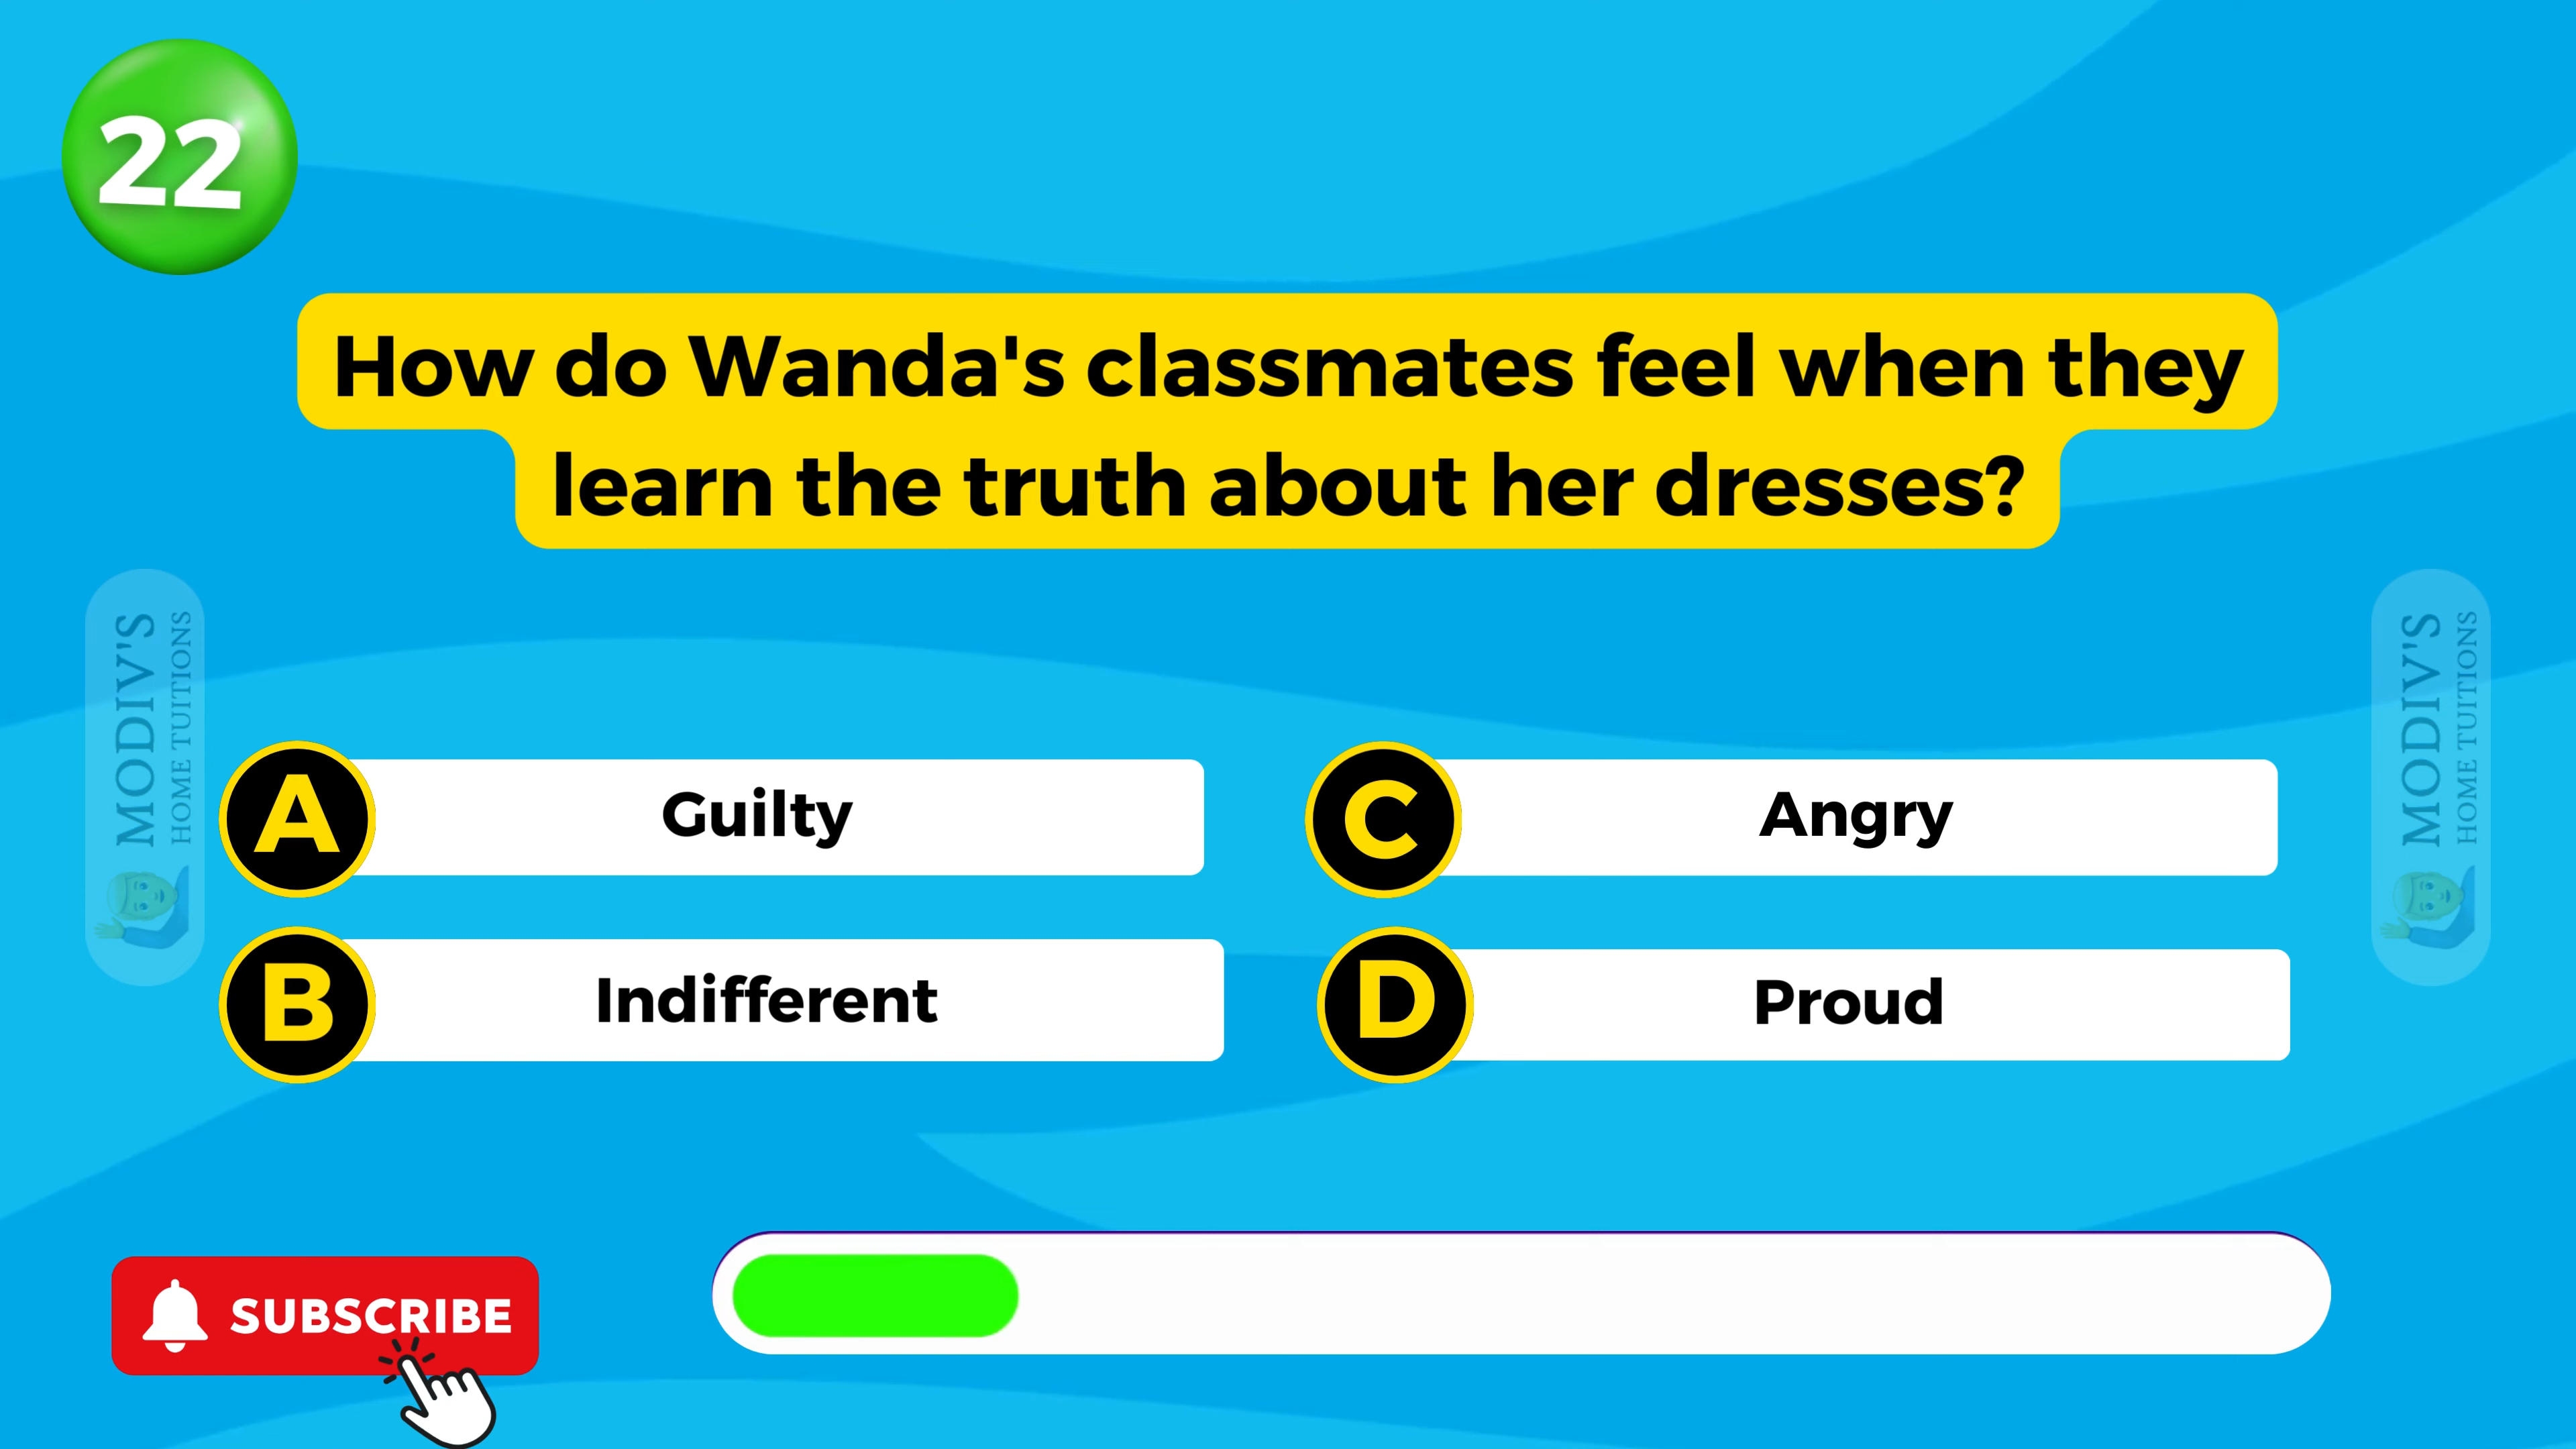 22
How do Wanda's classmates feel when they
learn the truth about her dresses?
MODIV'S
HOME TUITIONS
MODIV'S
HOME TUITIONS
A Guilty
C Angry
B Indifferent
D Proud
SUBSCRIBE